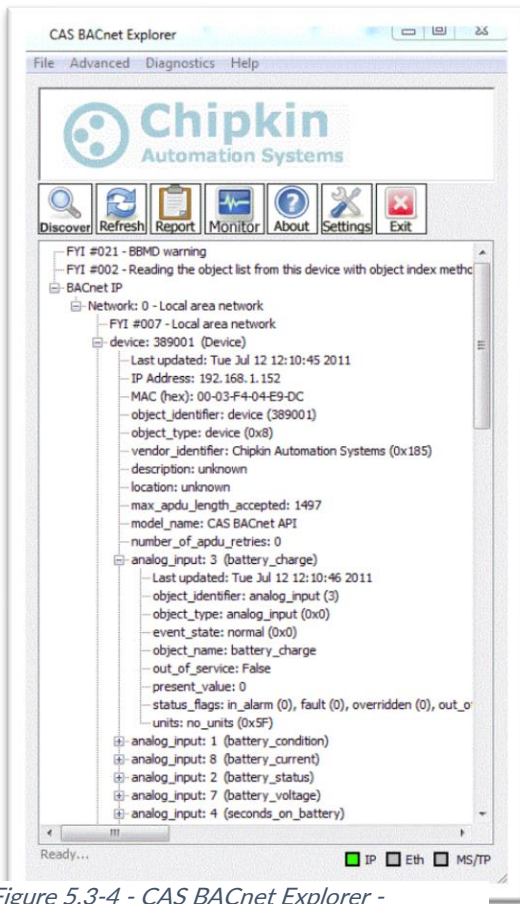 CAS BACnet Explorer
File Advanced Diagnostics Help
Chipkin
Automation Systems
Discover Refresh Report Monitor About Settings Exit
FYI #021 - BBMD warning
FYI #002 - Reading the object list from this device with object index metho
BACnet IP
Network: 0 - Local area network
FYI #007 - Local area network
device: 389001 (Device)
Last updated: Tue Jul 12 12:10:45 2011
IP Address: 192.168.1.152
MAC (hex): 00-03-F4-04-E9-DC
object_identifier: device (389001)
object_type: device (0x8)
vendor_identifier: Chipkin Automation Systems (0x185)
description: unknown
location: unknown
max_apdu_length_accepted: 1497
model_name: CAS BACnet API
number_of_apdu_retries: 0
analog_input: 3 (battery_charge)
Last updated: Tue Jul 12 12:10:46 2011
object_identifier: analog_input (3)
object_type: analog_input (0x0)
event_state: normal (0x0)
object_name: battery_charge
out_of_service: False
present_value: 0
status_flags: in_alarm (0), fault (0), overridden (0), out_o
units: no_units (0x5F)
analog_input: 1 (battery_condition)
analog_input: 8 (battery_current)
analog_input: 2 (battery_status)
analog_input: 7 (battery_voltage)
analog_input: 4 (seconds_on_battery)
Ready... IP Eth MS/TP
Figure 5.3-4 - CAS BACnet Explorer -